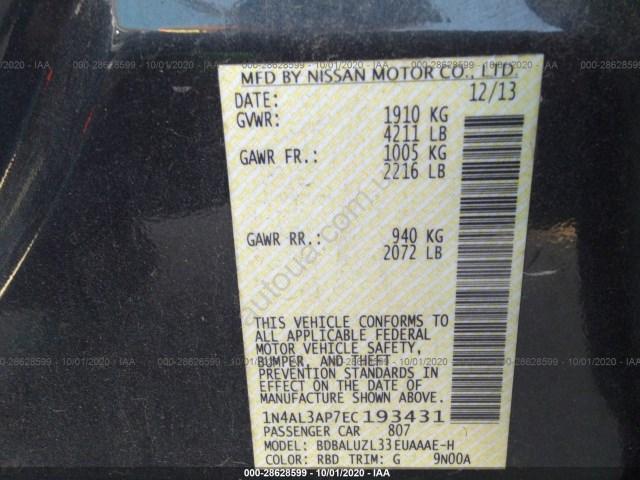 000-28628599 - 10/01/2020 - IAA
MFD BY NISSAN MOTOR CO., LTD.
DATE: 12/13
GVWR: 1910 KG
4211 LB
GAWR FR.: 1005 KG
2216 LB
GAWR RR.: 940 KG
2072 LB
THIS VEHICLE CONFORMS TO
ALL APPLICABLE FEDERAL
MOTOR VEHICLE SAFETY,
BUMPER, AND THEFT
PREVENTION STANDARDS IN
EFFECT ON THE DATE OF
MANUFACTURE SHOWN ABOVE.
1N4AL3AP7EC193431
PASSENGER CAR 807
MODEL: BDBALUZL33EUAAAE-H
COLOR: RBD TRIM: G 9N00A
000-28628599 - 10/01/2020 - IAA